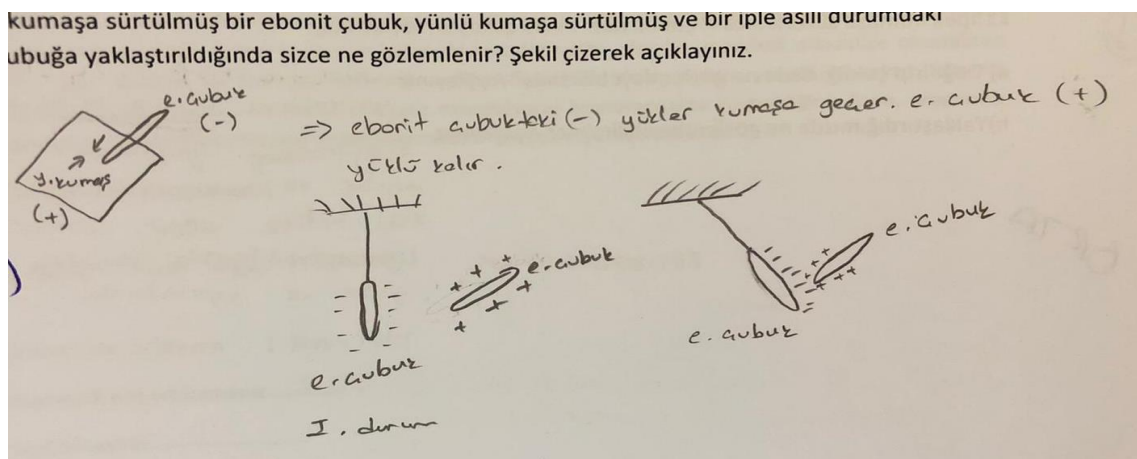 kumaşa sürtülmüş bir ebonit çubuk, yünlü kumaşa sürtülmüş ve bir iple asılı durumdaki
ubuğa yaklaştırıldığında sizce ne gözlemlenir? Şekil çizerek açıklayınız.
e. çubuk
(-)
y. kumaş
(+)
=> ebonit çubuktaki (-) yükler kumaşa geçer. e. çubuk (+)
yüklü kalır.
e. çubuk
e. çubuk
I. durum
e. çubuk
e. çubuk